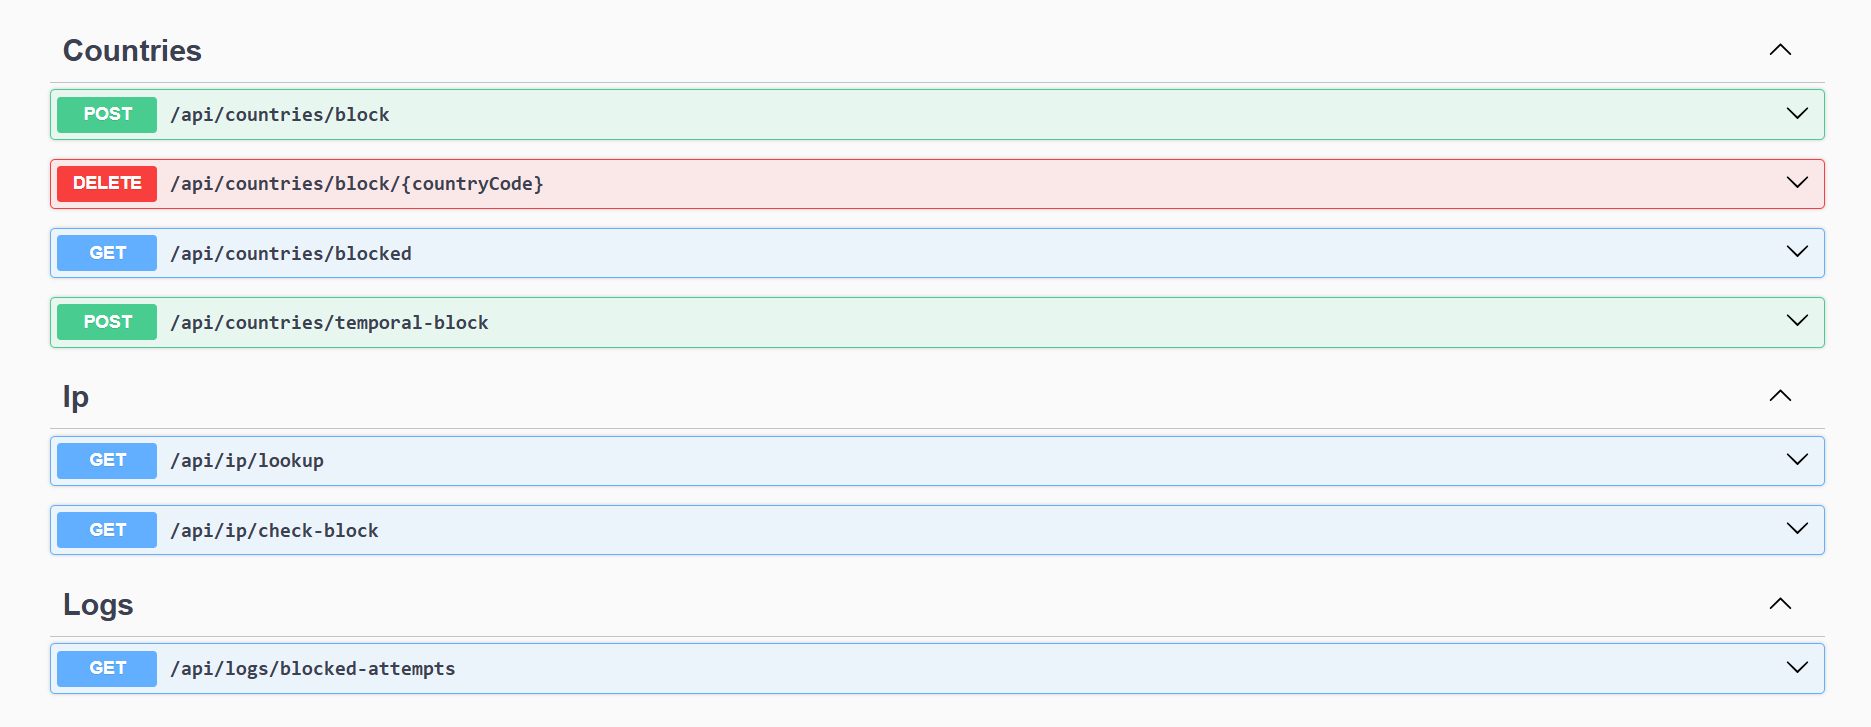 Countries
POST /api/countries/block
DELETE /api/countries/block/{countryCode}
GET /api/countries/blocked
POST /api/countries/temporal-block
Ip
GET /api/ip/lookup
GET /api/ip/check-block
Logs
GET /api/logs/blocked-attempts